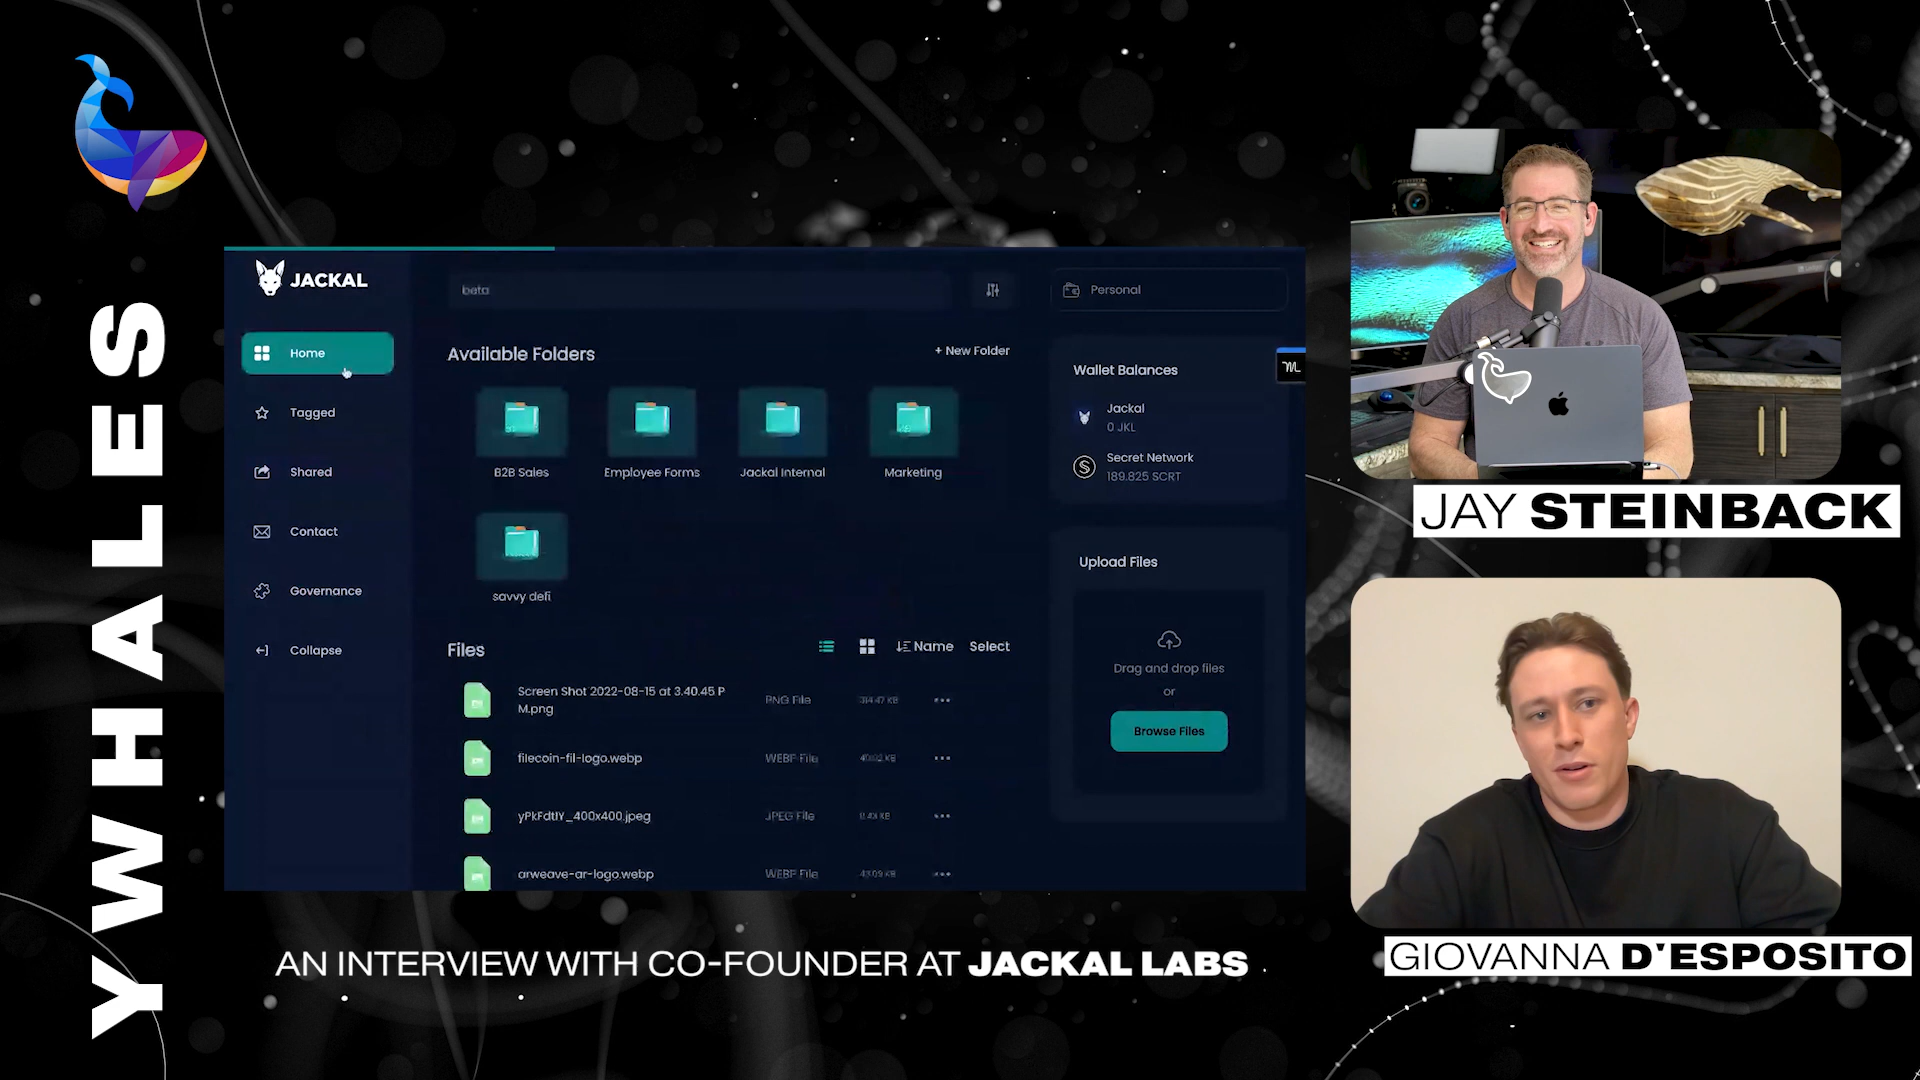 YWHALES
JACKAL
beta
Personal
Home
Tagged
Shared
Contact
Governance
Collapse
Available Folders
+ New Folder
B2B Sales
Employee Forms
Jackal Internal
Marketing
savvy defi
Files
Name
Select
Screen Shot 2022-08-15 at 3.40.45 P
M.png
PNG File
filecoin-fil-logo.webp
WEBP File
JPEG File
arweave-ar-logo.webp
WEBP File
43.09 KB
Wallet Balances
Jackal
0 JKL
Secret Network
189.825 SCRT
Upload Files
Drag and drop files
or
Browse Files
JAY STEINBACK
GIOVANNA D'ESPOSITO
AN INTERVIEW WITH CO-FOUNDER AT JACKAL LABS